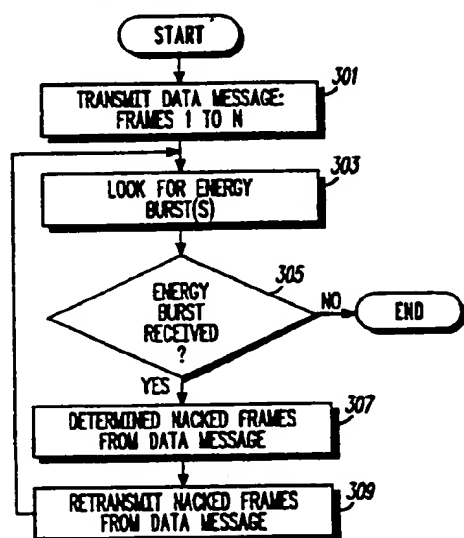 START
301
TRANSMIT DATA MESSAGE:
FRAMES 1 TO N
303
LOOK FOR ENERGY
BURST(S)
305
ENERGY
BURST
RECEIVED
?
NO
END
YES
307
DETERMINED NACKED FRAMES
FROM DATA MESSAGE
309
RETRANSMIT NACKED FRAMES
FROM DATA MESSAGE